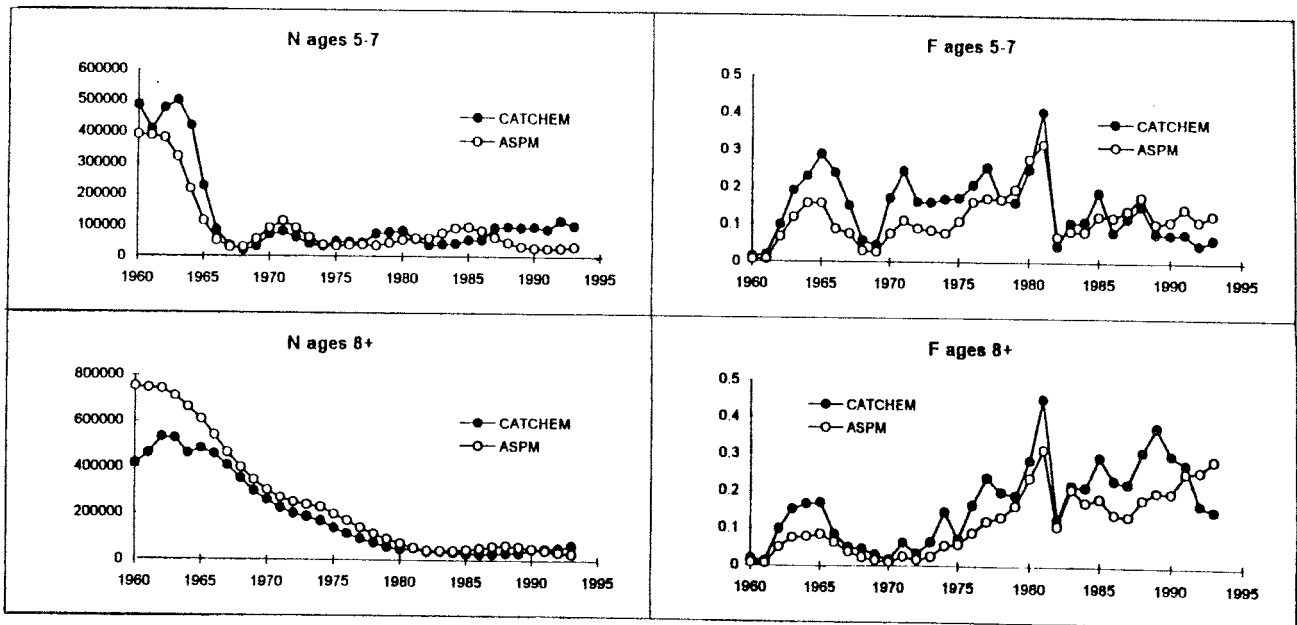 N ages 5-7
600000
500000
400000
300000
200000
100000
0
1960 1965 1970 1975 1980 1985 1990 1995
CATCHEM
ASPM
F ages 5-7
0.5
0.4
0.3
0.2
0.1
0
1960 1965 1970 1975 1980 1985 1990 1995
CATCHEM
ASPM
N ages 8+
800000
600000
400000
200000
0
1960 1965 1970 1975 1980 1985 1990 1995
CATCHEM
ASPM
F ages 8+
0.5
0.4
0.3
0.2
0.1
0
1960 1965 1970 1975 1980 1985 1990 1995
CATCHEM
ASPM